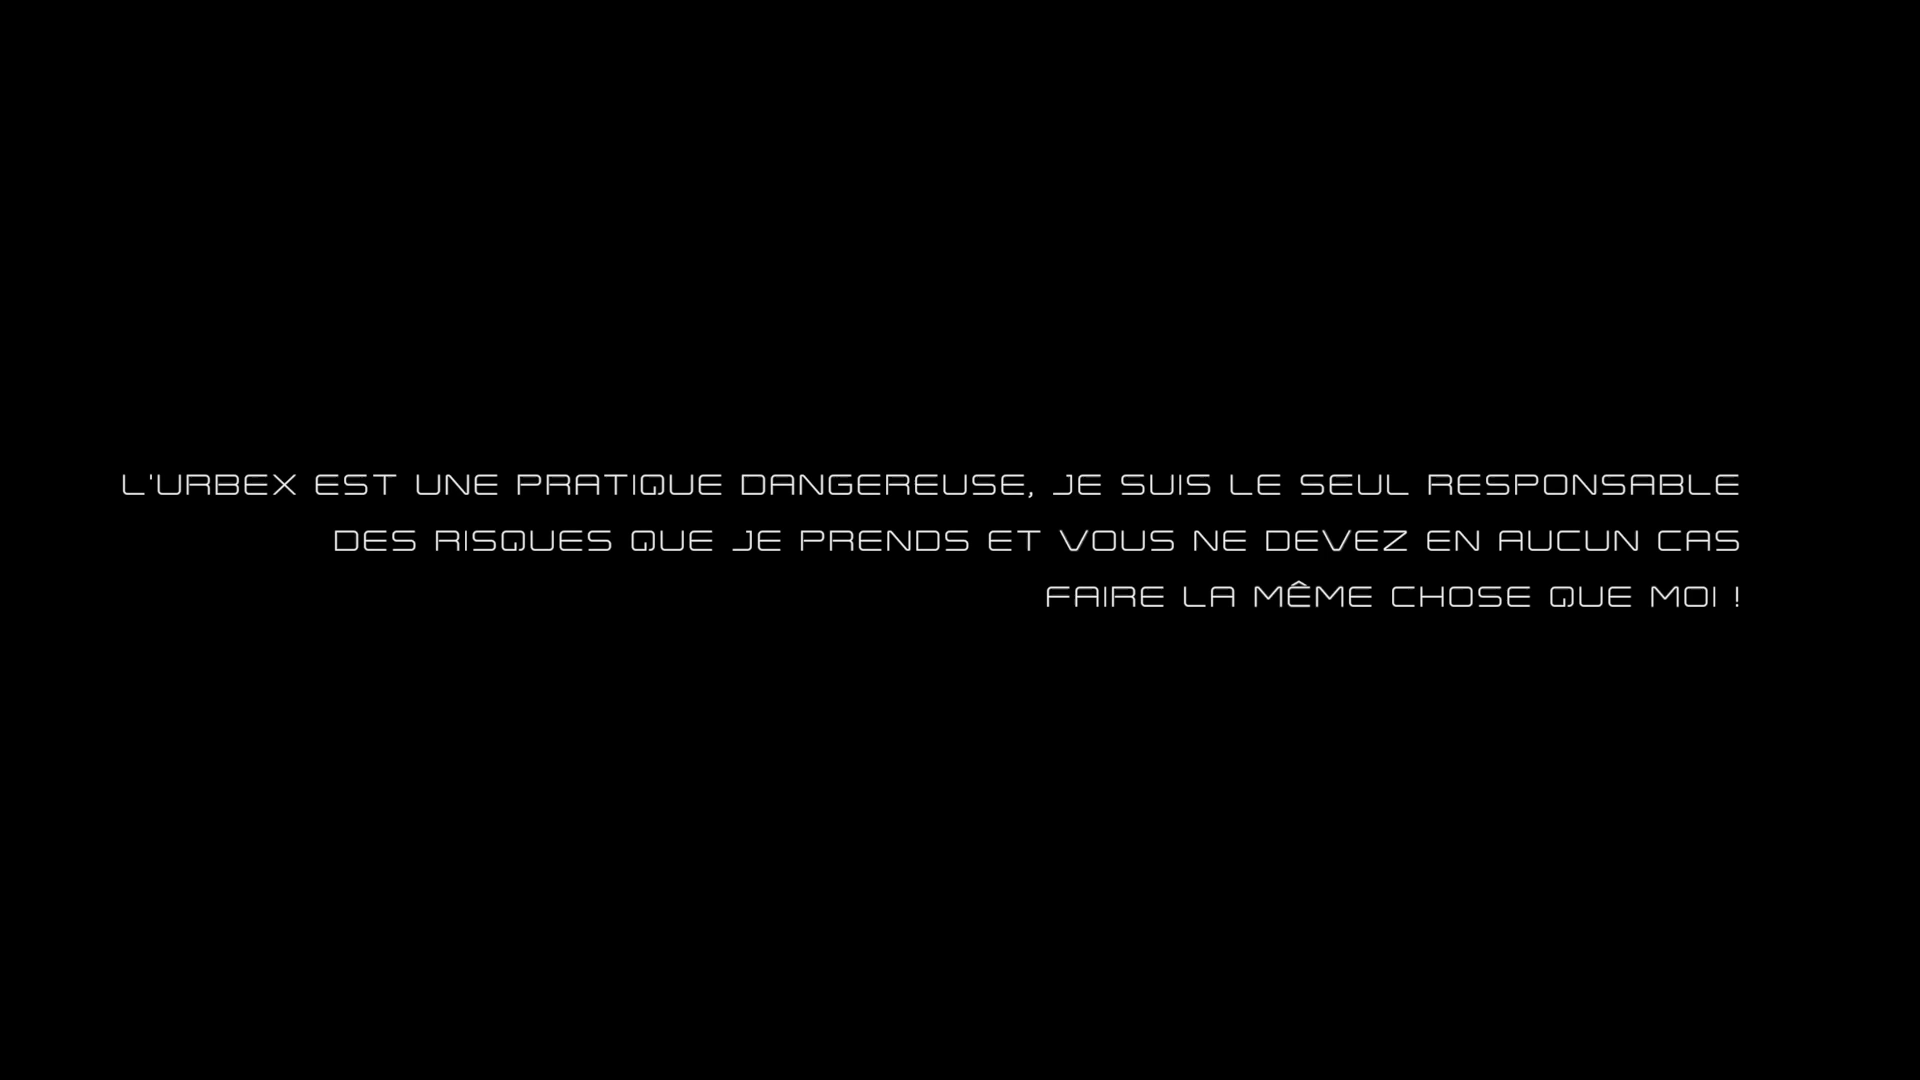 L'URBEX EST UNE PRATIQUE DANGEREUSE, JE SUIS LE SEUL RESPONSABLE
DES RISQUES QUE JE PRENDS ET VOUS NE DEVEZ EN AUCUN CAS
FAIRE LA MÊME CHOSE QUE MOI !